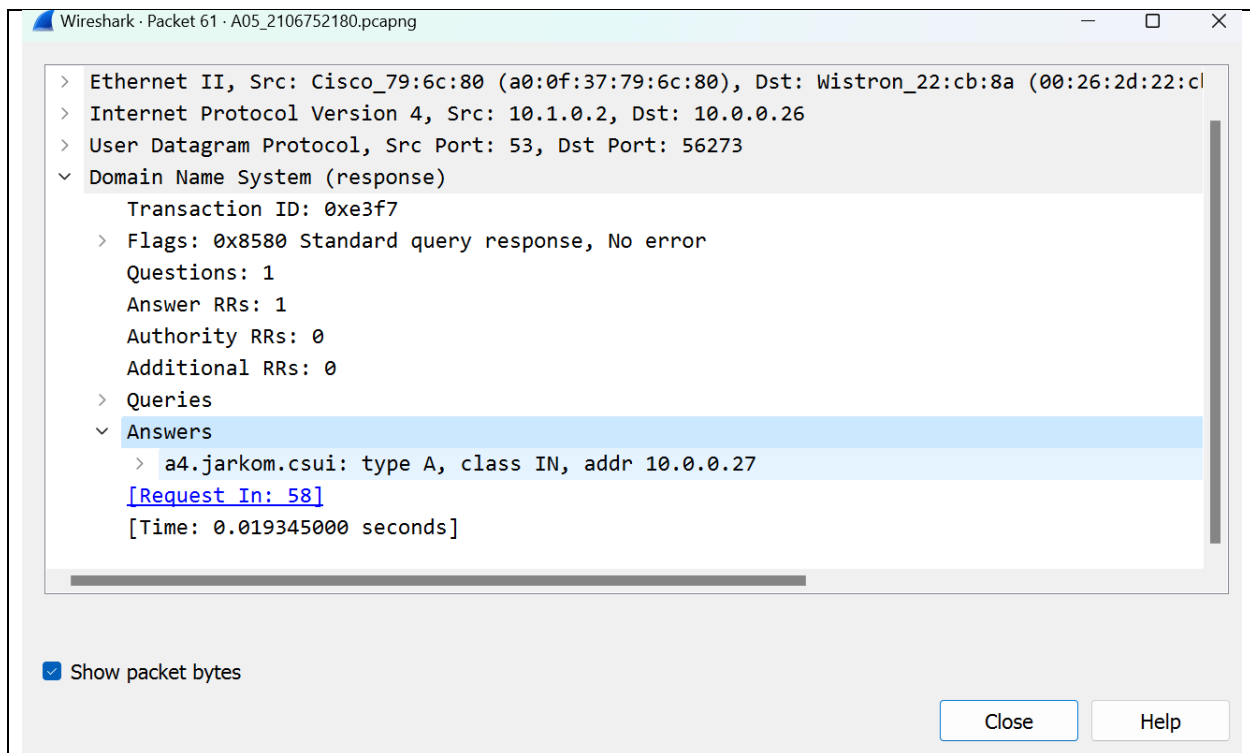 Wireshark · Packet 61 · A05_2106752180.pcapng
Ethernet II, Src: Cisco_79:6c:80 (a0:0f:37:79:6c:80), Dst: Wistron_22:cb:8a (00:26:2d:22:cl
Internet Protocol Version 4, Src: 10.1.0.2, Dst: 10.0.0.26
User Datagram Protocol, Src Port: 53, Dst Port: 56273
Domain Name System (response)
Transaction ID: 0xe3f7
Flags: 0x8580 Standard query response, No error
Questions: 1
Answer RRs: 1
Authority RRs: 0
Additional RRs: 0
Queries
Answers
a4.jarkom.csui: type A, class IN, addr 10.0.0.27
[Request In: 58]
[Time: 0.019345000 seconds]
Show packet bytes
Close Help